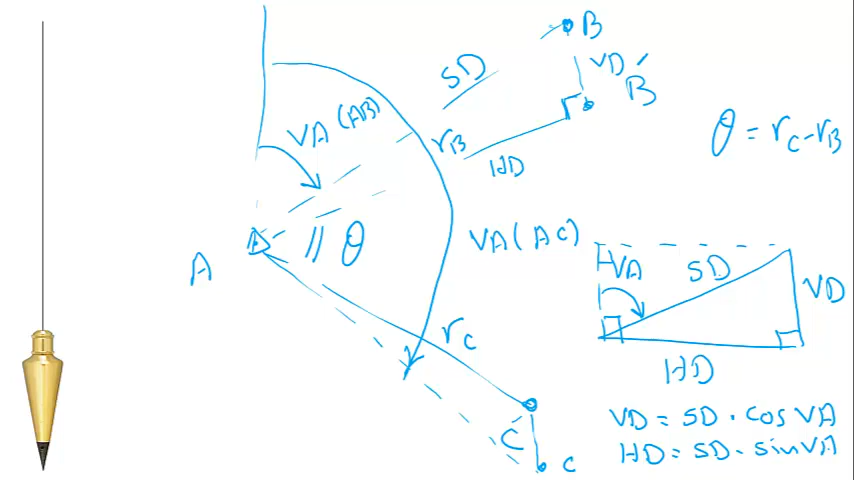 B
SD
VD
B'
VA (AB)
rB
HD
θ = rC - rB
A
θ
VA (AC)
VA
SD
VD
HD
rC
C'
C
VD = SD . cos VA
HD = SD . sin VA